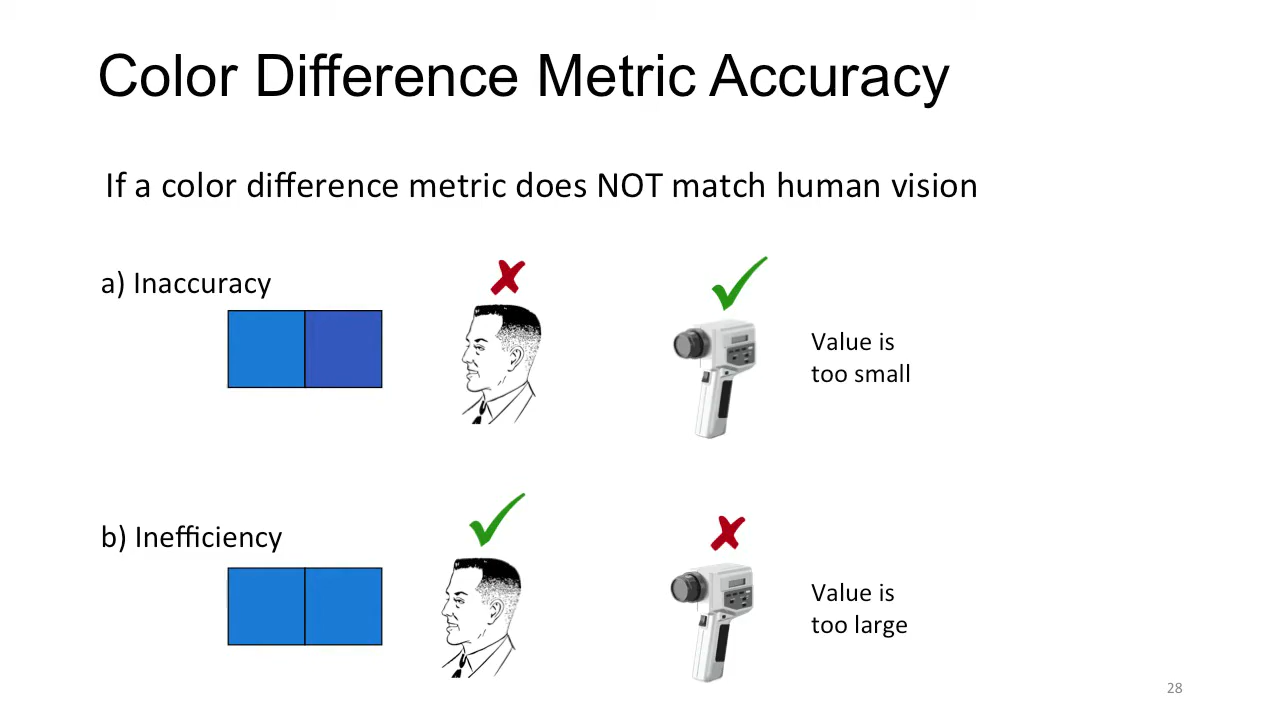 Color Difference Metric Accuracy
If a color difference metric does NOT match human vision
a) Inaccuracy
Value is
too small
b) Inefficiency
Value is
too large
28